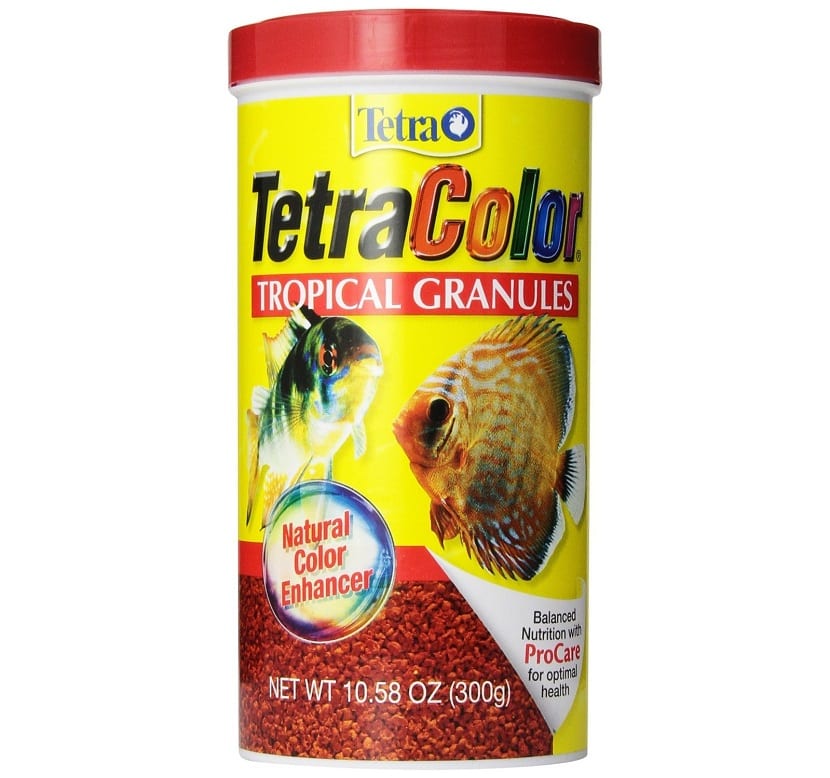 Tetra
TetraColor®
TROPICAL GRANULES
Natural
Color
Enhancer
Balanced
Nutrition with
ProCare
for optimal
health
NET WT 10.58 OZ (300g)